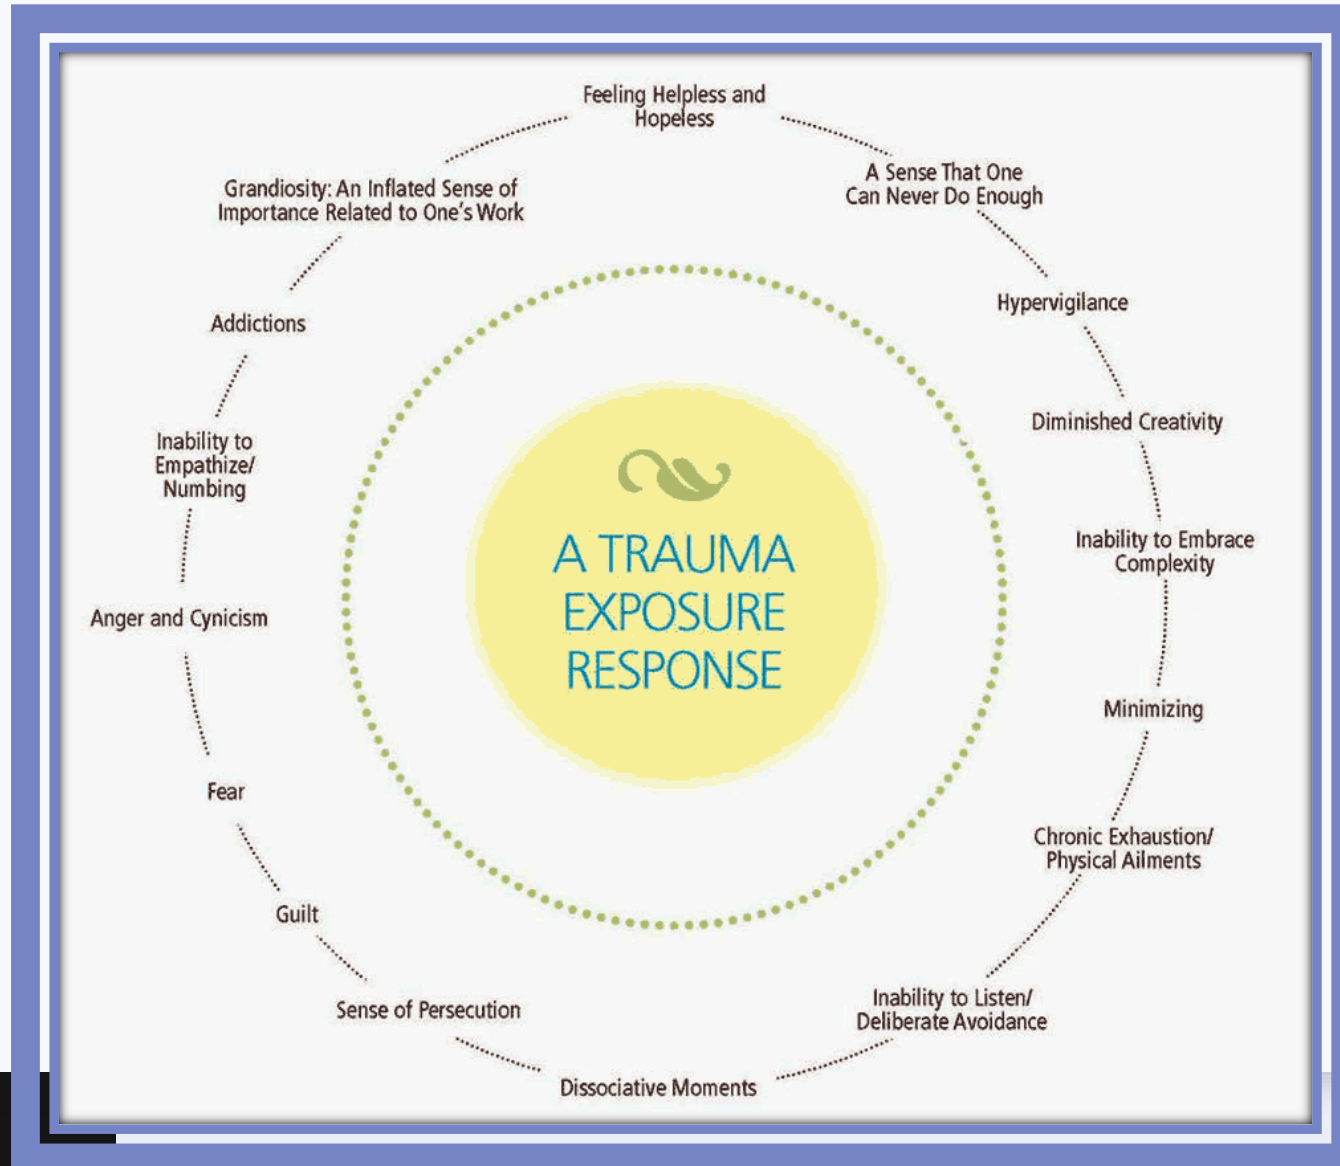 Feeling Helpless and
Hopeless
A Sense That One
Can Never Do Enough
Hypervigilance
Diminished Creativity
Inability to Embrace
Complexity
Minimizing
Chronic Exhaustion/
Physical Ailments
Inability to Listen/
Deliberate Avoidance
Dissociative Moments
Sense of Persecution
Guilt
Fear
Anger and Cynicism
Inability to
Empathize/
Numbing
Addictions
Grandiosity: An Inflated Sense of
Importance Related to One's Work
A TRAUMA
EXPOSURE
RESPONSE